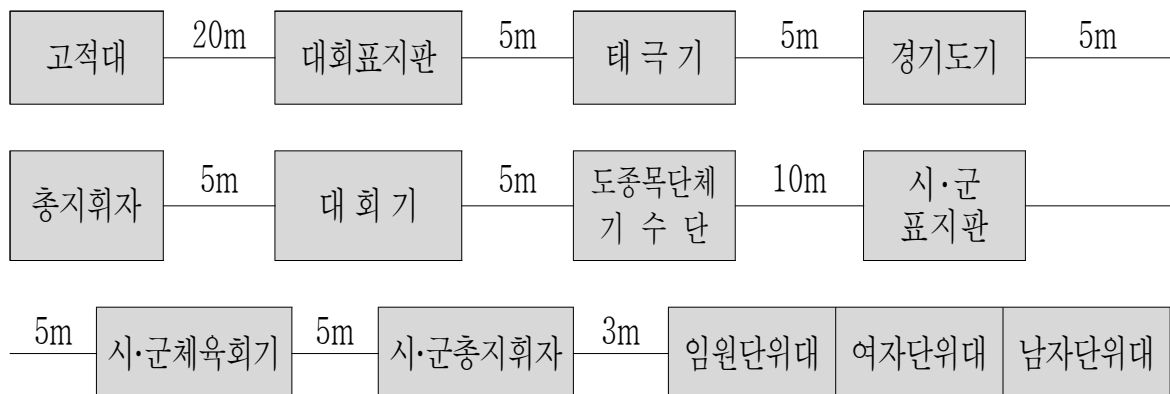 고적대 20m 대회표지판 5m 태 극 기 5m 경기도기 5m
총지휘자 5m 대 회 기 5m 도종목단체 10m 시·군
기 수 단 표지판
5m 시·군체육회기 5m 시·군총지휘자 3m 임원단위대 여자단위대 남자단위대